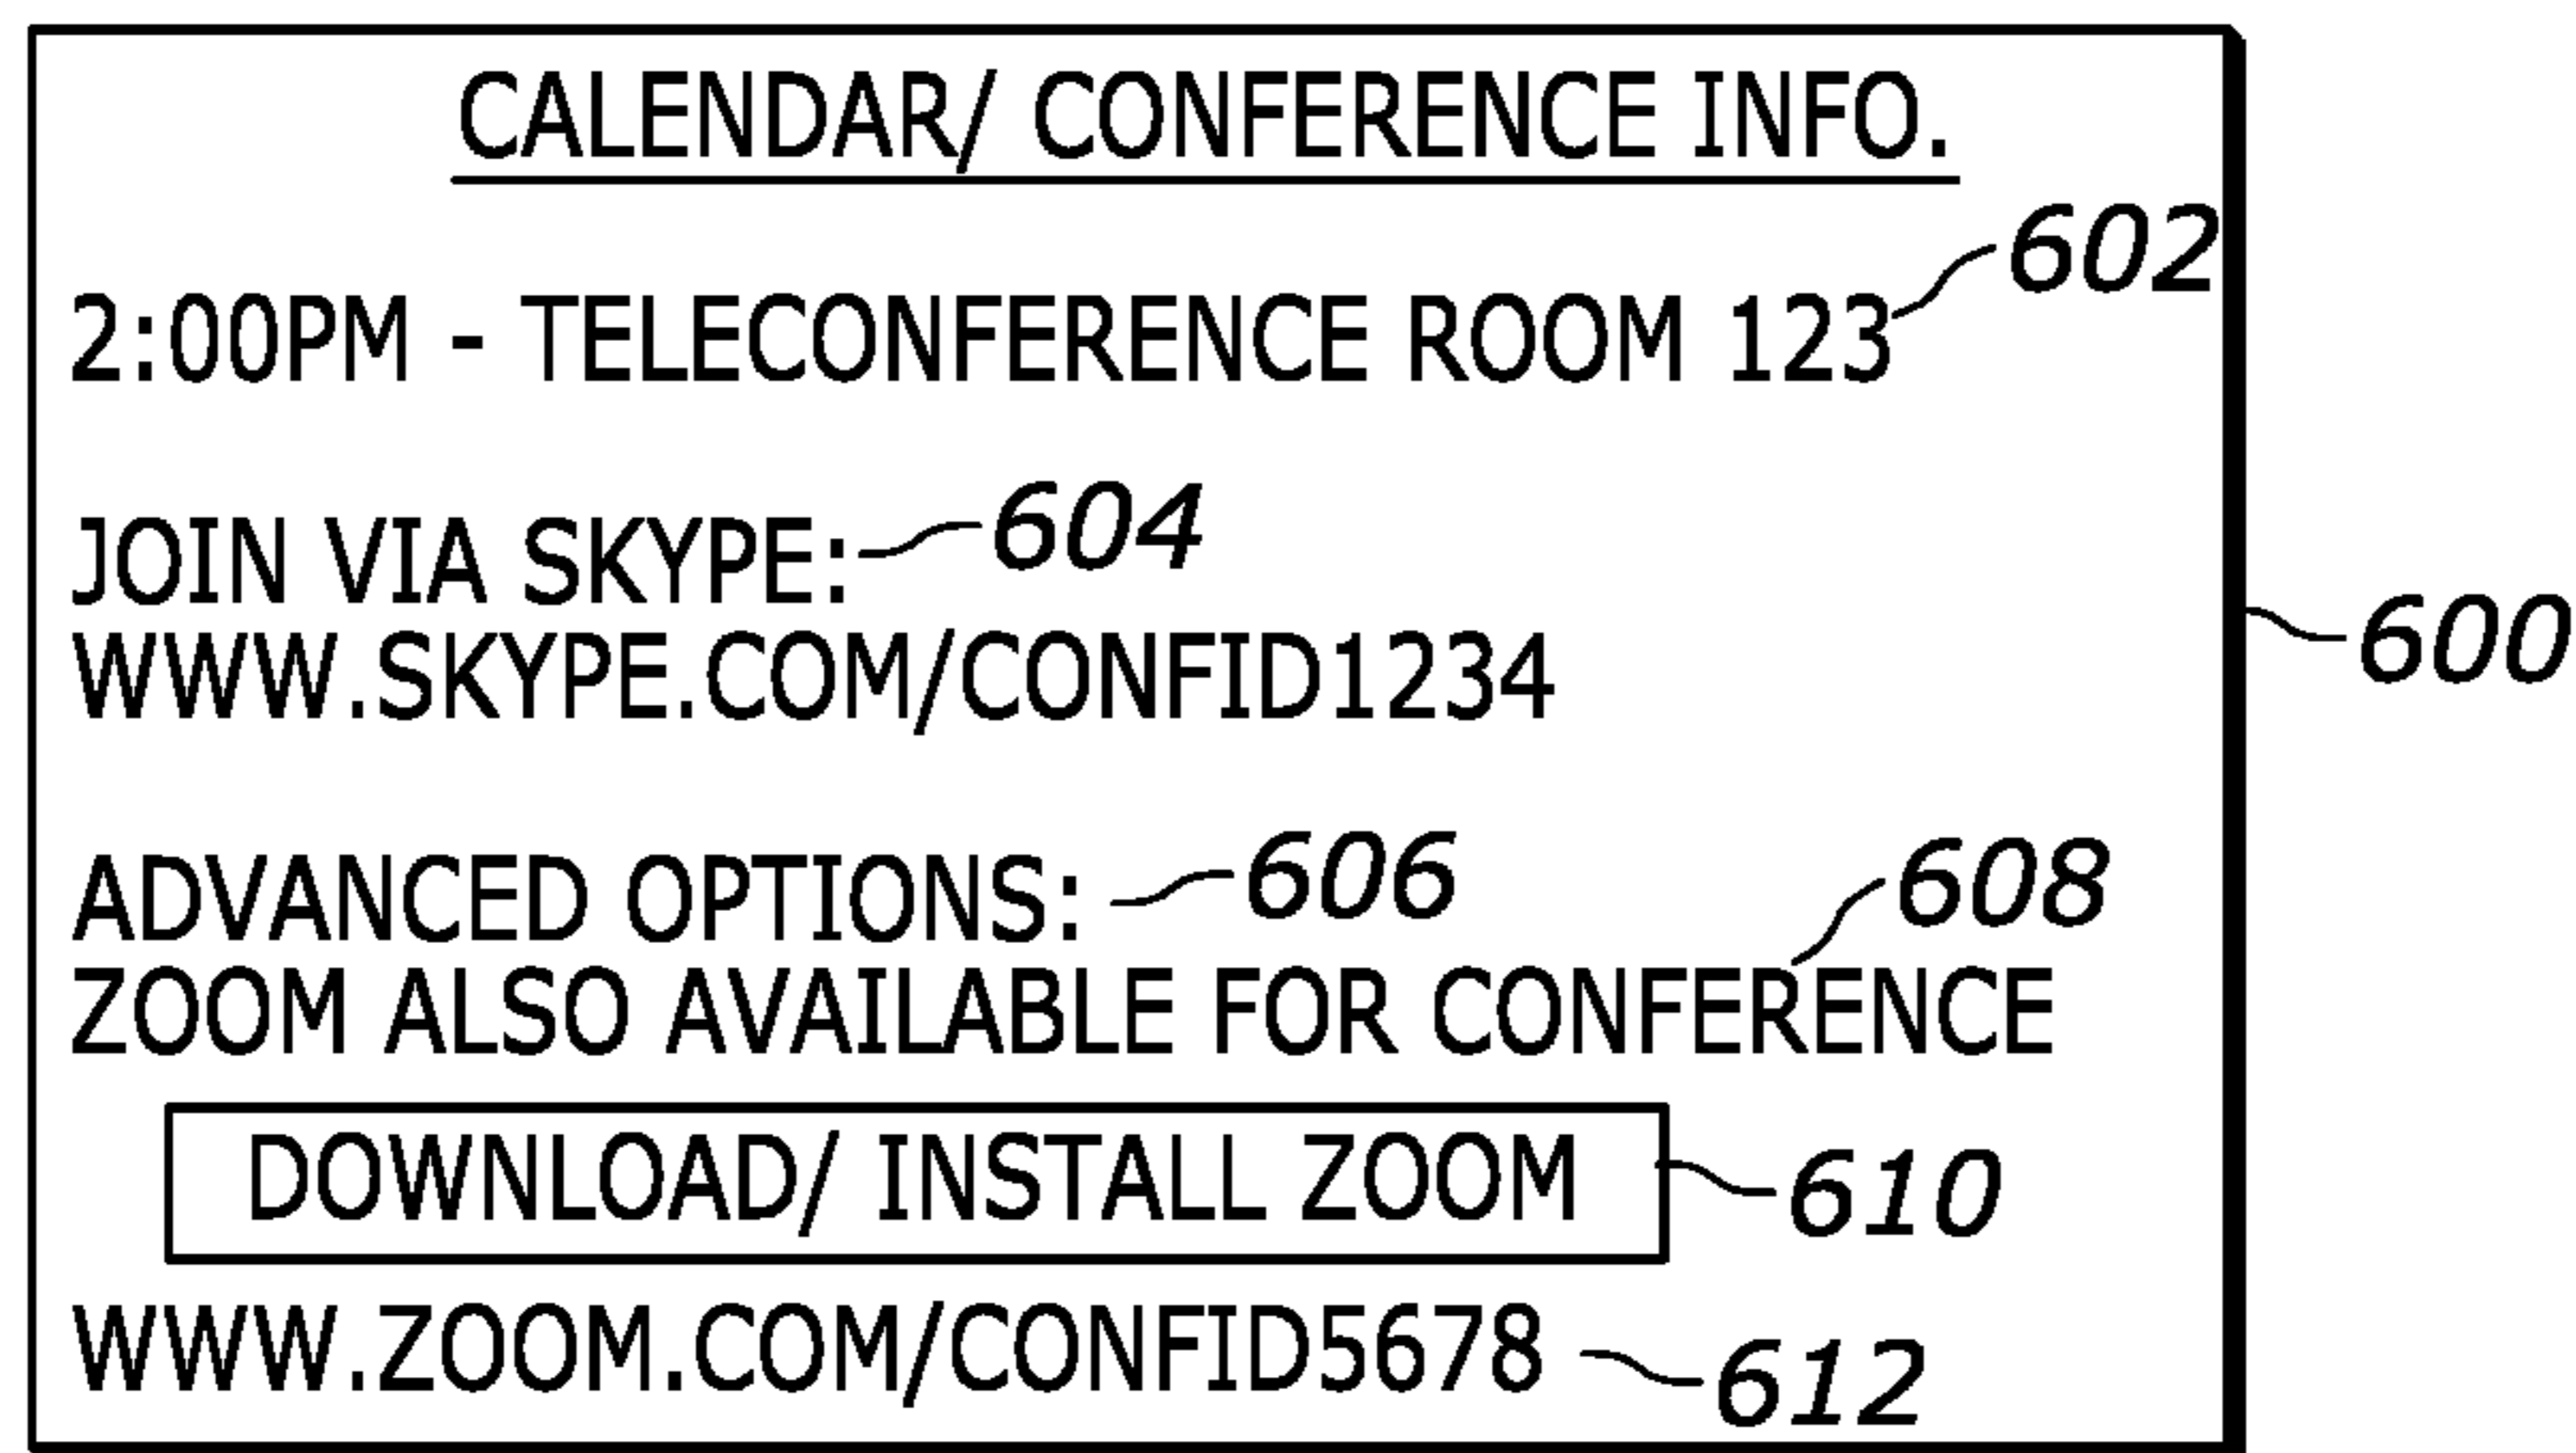 CALENDAR/ CONFERENCE INFO.
602
2:00PM - TELECONFERENCE ROOM 123
JOIN VIA SKYPE: 604
WWW.SKYPE.COM/CONFID1234
600
ADVANCED OPTIONS: 606
608
ZOOM ALSO AVAILABLE FOR CONFERENCE
DOWNLOAD/ INSTALL ZOOM 610
WWW.ZOOM.COM/CONFID5678 612